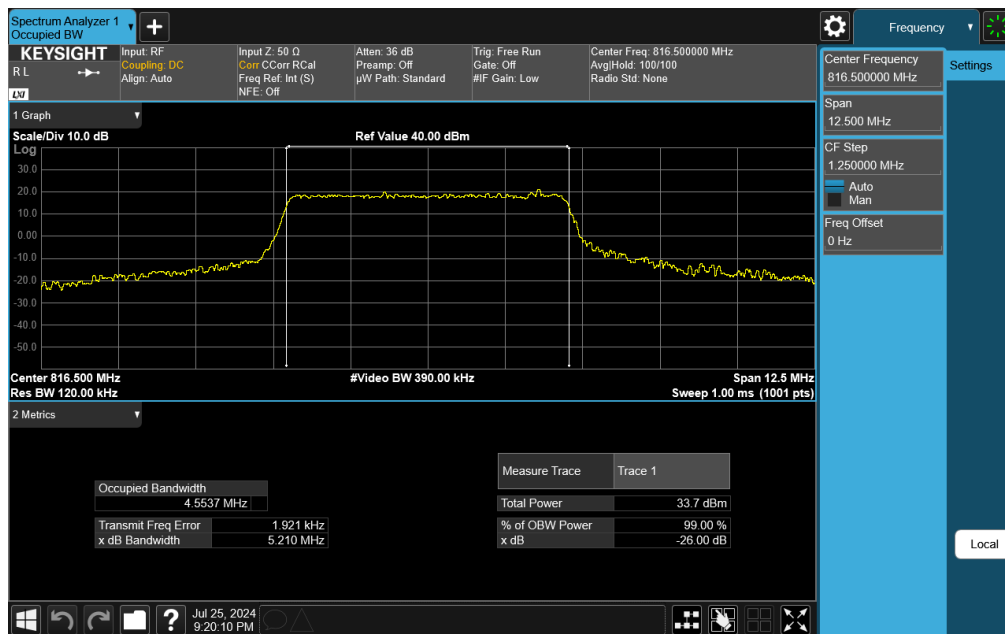 Spectrum Analyzer 1
Occupied BW
Frequency
KEYSIGHT
R L
LXI
Input: RF
Coupling: DC
Align: Auto
Input Z: 50 Ω
Corr CCorr RCal
Freq Ref: Int (S)
NFE: Off
Atten: 36 dB
Preamp: Off
µW Path: Standard
Trig: Free Run
Gate: Off
#IF Gain: Low
Center Freq: 816.500000 MHz
Avg|Hold: 100/100
Radio Std: None
Center Frequency
816.500000 MHz
Settings
Span
12.500 MHz
CF Step
1.250000 MHz
Auto
Man
Freq Offset
0 Hz
1 Graph
Scale/Div 10.0 dB
Ref Value 40.00 dBm
Log
30.0
20.0
10.0
0.00
-10.0
-20.0
-30.0
-40.0
-50.0
Center 816.500 MHz
#Video BW 390.00 kHz
Span 12.5 MHz
Res BW 120.00 kHz
Sweep 1.00 ms (1001 pts)
2 Metrics
Measure Trace Trace 1
Occupied Bandwidth
4.5537 MHz
Total Power 33.7 dBm
Transmit Freq Error 1.921 kHz
% of OBW Power 99.00 %
x dB Bandwidth 5.210 MHz
x dB -26.00 dB
Local
?
Jul 25, 2024
9:20:10 PM